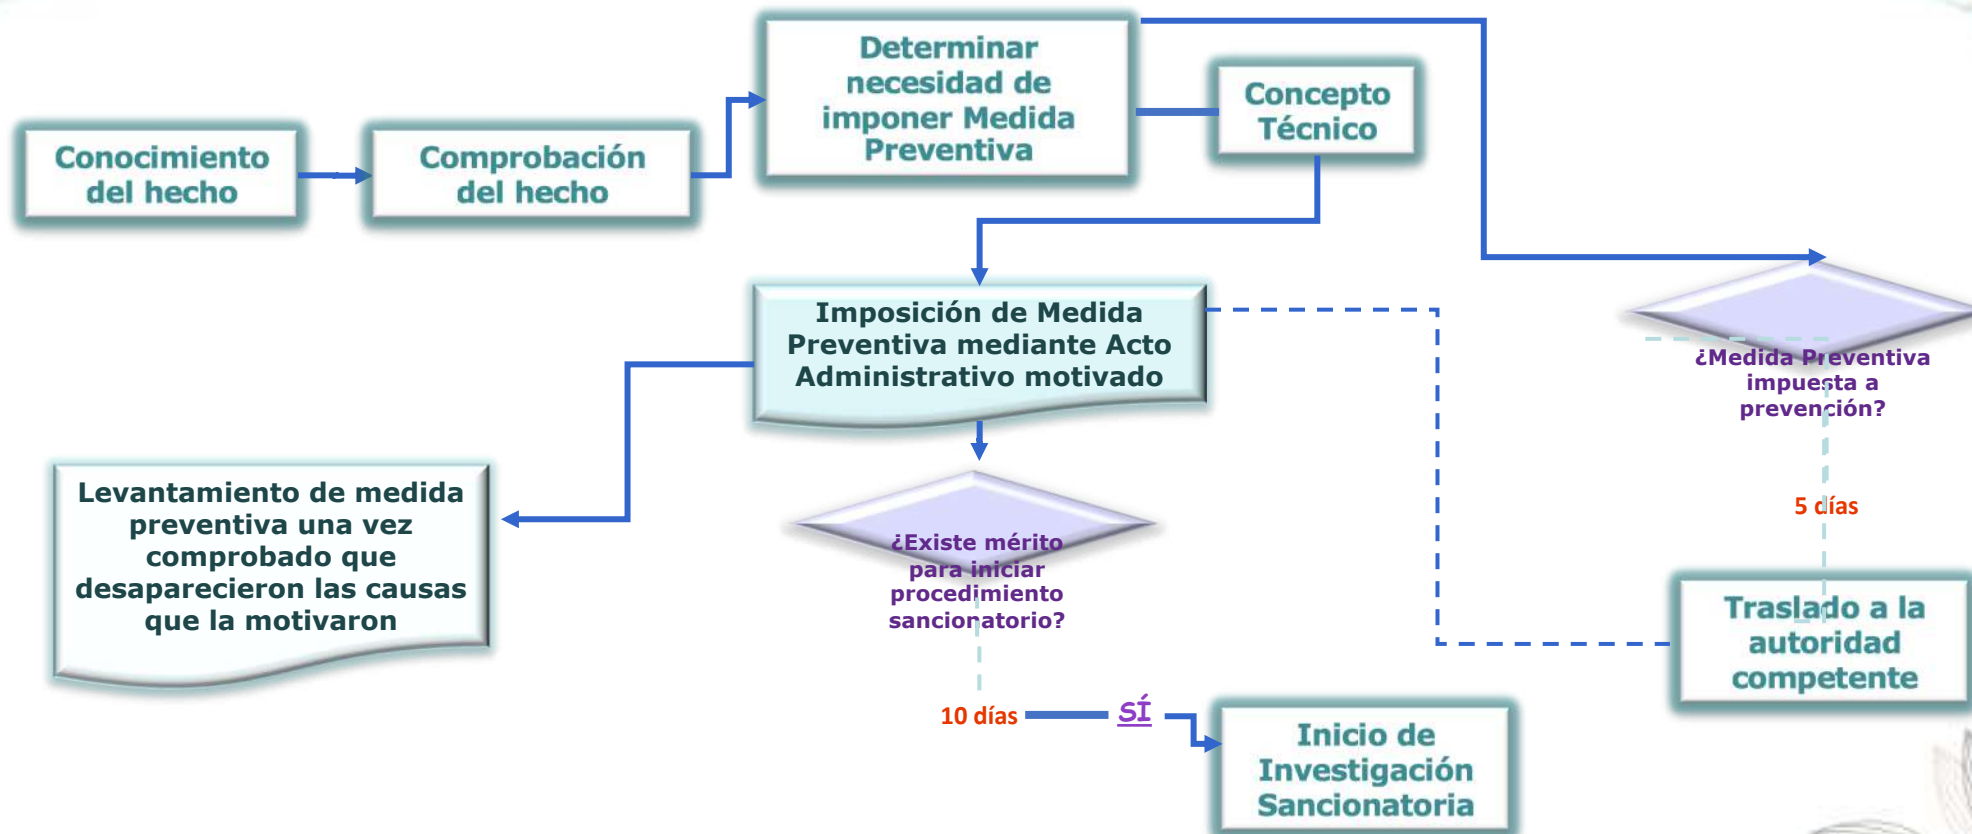 Conocimiento
del hecho
Comprobación
del hecho
Determinar
necesidad de
imponer Medida
Preventiva
Concepto
Técnico
Imposición de Medida
Preventiva mediante Acto
Administrativo motivado
¿Medida Preventiva
impuesta a
prevención?
5 días
Traslado a la
autoridad
competente
Levantamiento de medida
preventiva una vez
comprobado que
desaparecieron las causas
que la motivaron
¿Existe mérito
para iniciar
procedimiento
sancionatorio?
10 días
SÍ
Inicio de
Investigación
Sancionatoria